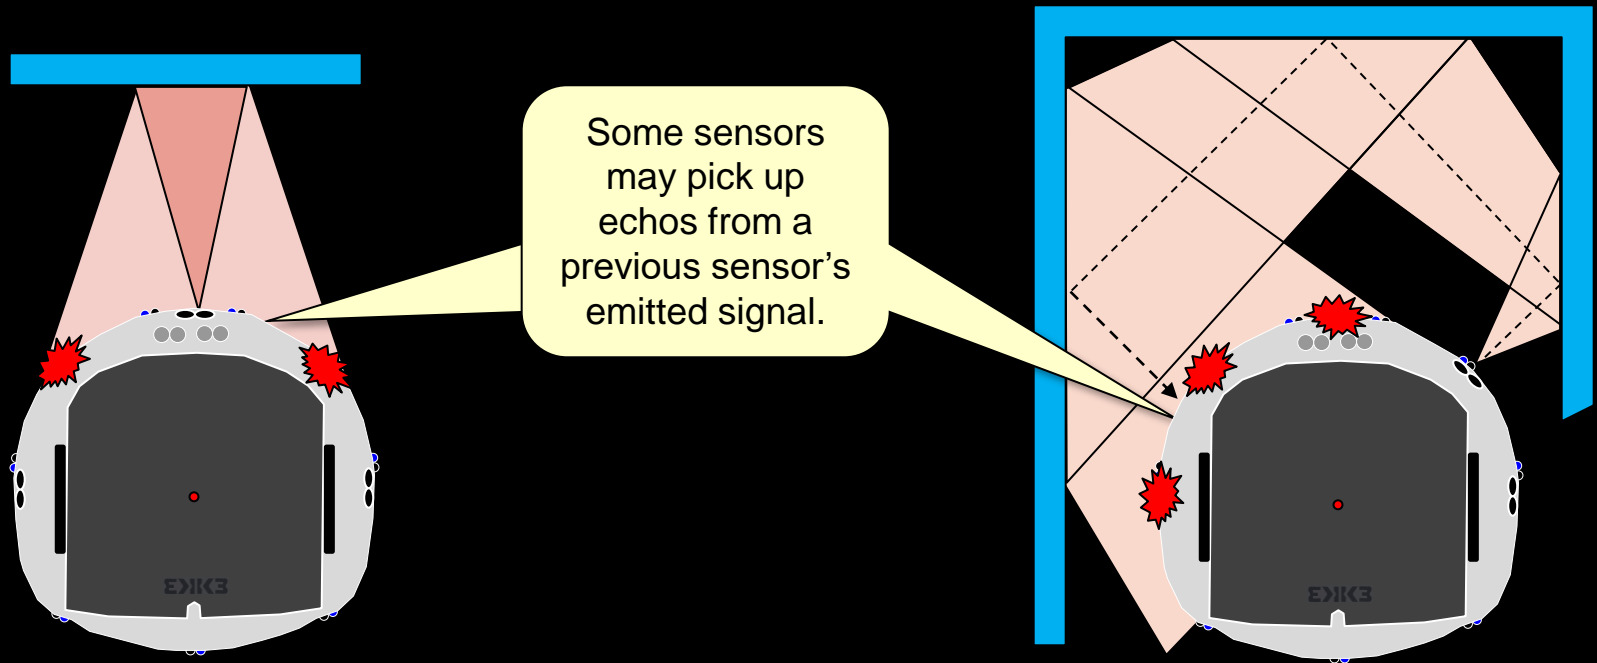 Some sensors
may pick up
echos from a
previous sensor’s
emitted signal.